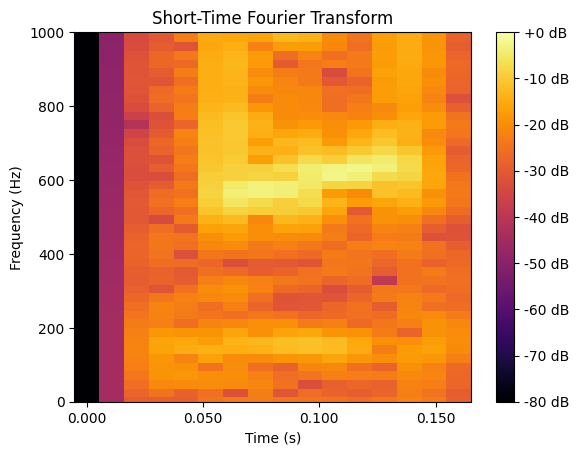 Short-Time Fourier Transform
1000
800
600
400
200
0
Frequency (Hz)
0.000
0.050
0.100
0.150
Time (s)
+0 dB
-10 dB
-20 dB
-30 dB
-40 dB
-50 dB
-60 dB
-70 dB
-80 dB